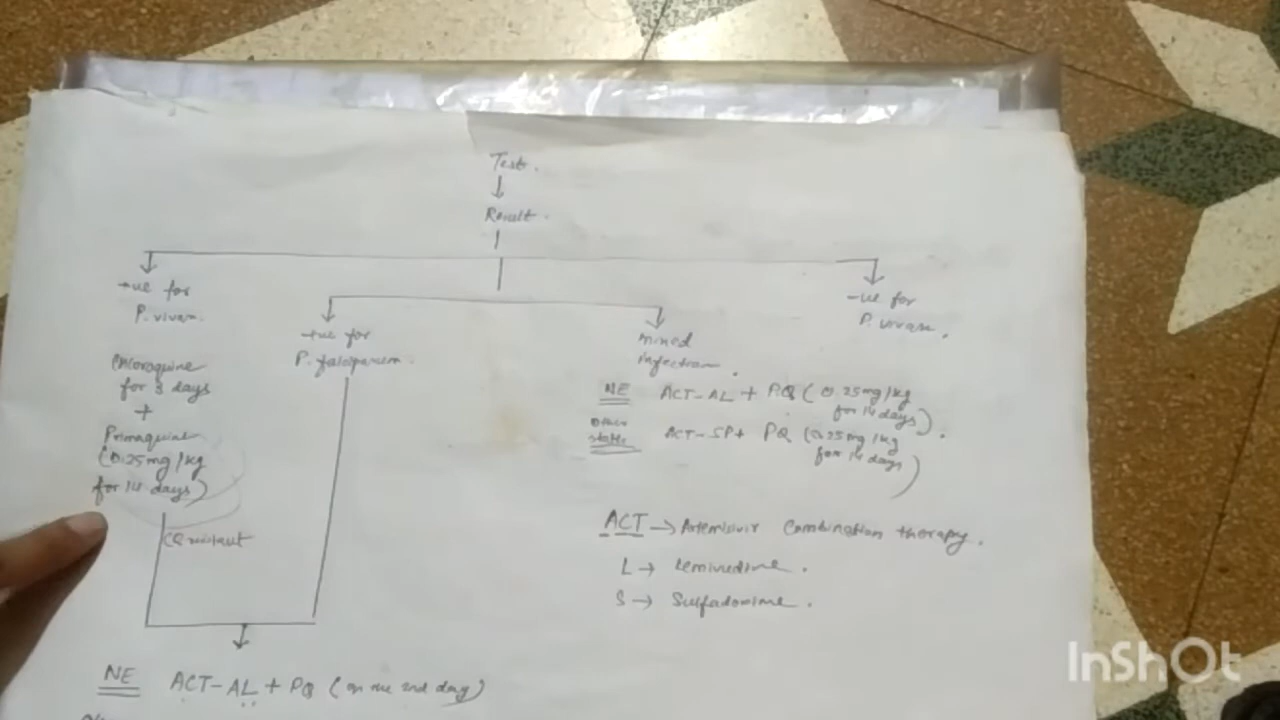 Test.
Result.
+ve for
P. vivax.
-ve for
P. vivax.
+ve for
P. falciparum.
Mixed
infection.
Chloroquine
for 3 days
+
Primaquine
(0.25mg/kg
for 14 days)
CQ resistant
NE ACT-AL + PQ (0.25mg/kg
for 14 days).
Other
states ACT-SP+ PQ (0.25mg/kg
for 14 days)
ACT → Combination therapy.
L →
S → Sulfadoxime.
NE ACT-AL + PQ (on the 2nd day)
InShOt